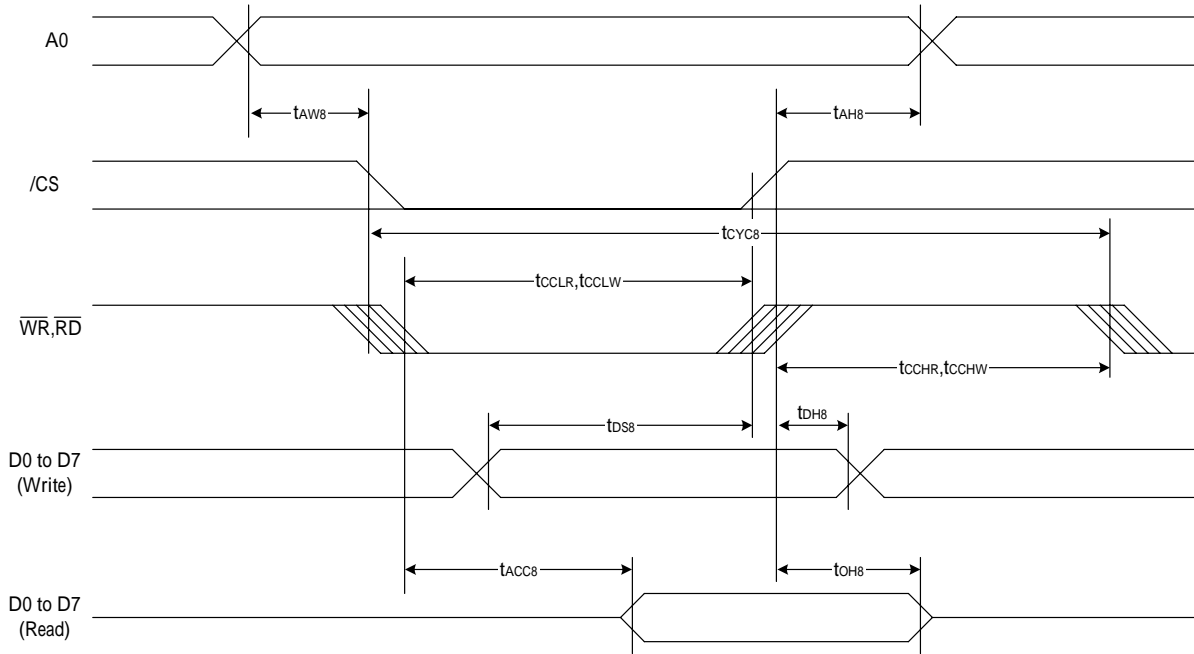 A0
tAW8
tAH8
/CS
tCYC8
tCCLR,tCCLW
WR,RD
tCCHR,tCCHW
tDH8
tDS8
D0 to D7
(Write)
tACC8
tOH8
D0 to D7
(Read)